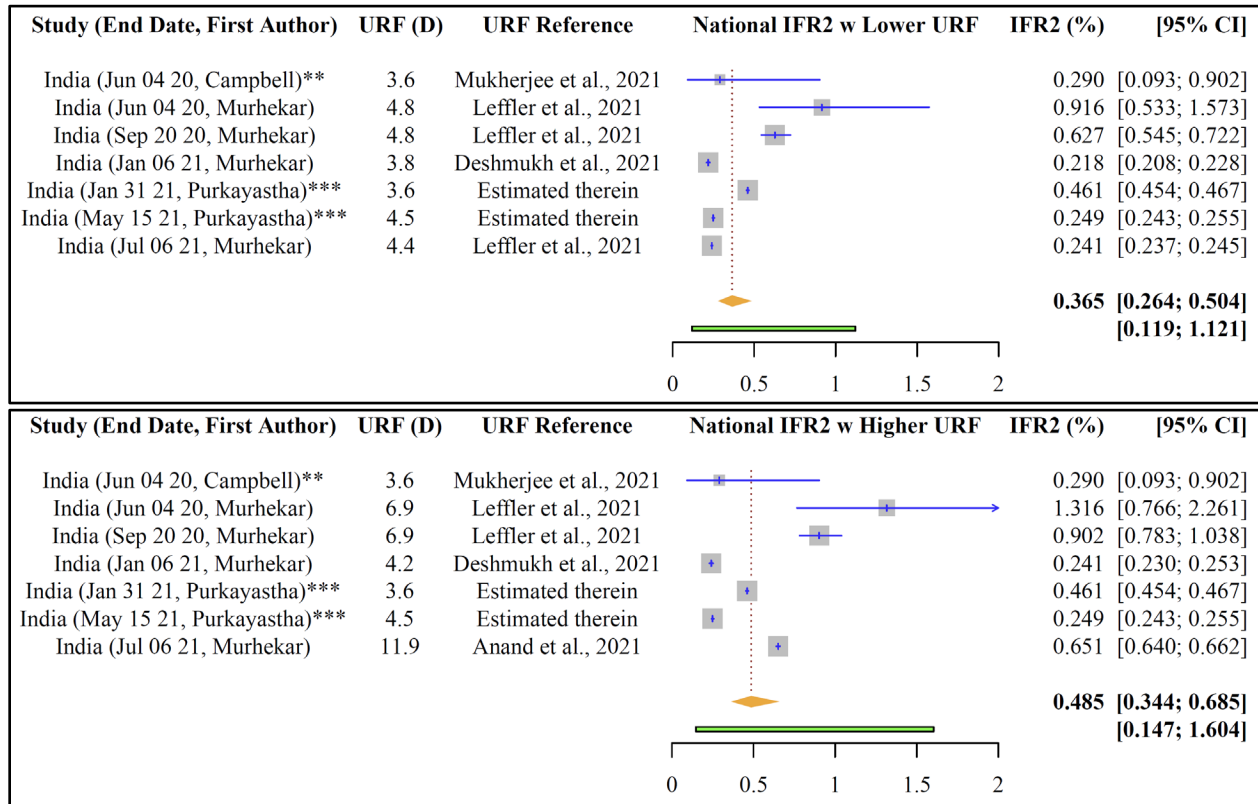 Study (End Date, First Author) URF (D) URF Reference National IFR2 w Lower URF IFR2 (%) [95% CI]
India (Jun 04 20, Campbell)** 3.6 Mukherjee et al., 2021 0.290 [0.093; 0.902]
India (Jun 04 20, Murhekar) 4.8 Leffler et al., 2021 0.916 [0.533; 1.573]
India (Sep 20 20, Murhekar) 4.8 Leffler et al., 2021 0.627 [0.545; 0.722]
India (Jan 06 21, Murhekar) 3.8 Deshmukh et al., 2021 0.218 [0.208; 0.228]
India (Jan 31 21, Purkayastha)*** 3.6 Estimated therein 0.461 [0.454; 0.467]
India (May 15 21, Purkayastha)*** 4.5 Estimated therein 0.249 [0.243; 0.255]
India (Jul 06 21, Murhekar) 4.4 Leffler et al., 2021 0.241 [0.237; 0.245]
0.365 [0.264; 0.504]
[0.119; 1.121]
0 0.5 1 1.5 2
Study (End Date, First Author) URF (D) URF Reference National IFR2 w Higher URF IFR2 (%) [95% CI]
India (Jun 04 20, Campbell)** 3.6 Mukherjee et al., 2021 0.290 [0.093; 0.902]
India (Jun 04 20, Murhekar) 6.9 Leffler et al., 2021 1.316 [0.766; 2.261]
India (Sep 20 20, Murhekar) 6.9 Leffler et al., 2021 0.902 [0.783; 1.038]
India (Jan 06 21, Murhekar) 4.2 Deshmukh et al., 2021 0.241 [0.230; 0.253]
India (Jan 31 21, Purkayastha)*** 3.6 Estimated therein 0.461 [0.454; 0.467]
India (May 15 21, Purkayastha)*** 4.5 Estimated therein 0.249 [0.243; 0.255]
India (Jul 06 21, Murhekar) 11.9 Anand et al., 2021 0.651 [0.640; 0.662]
0.485 [0.344; 0.685]
[0.147; 1.604]
0 0.5 1 1.5 2